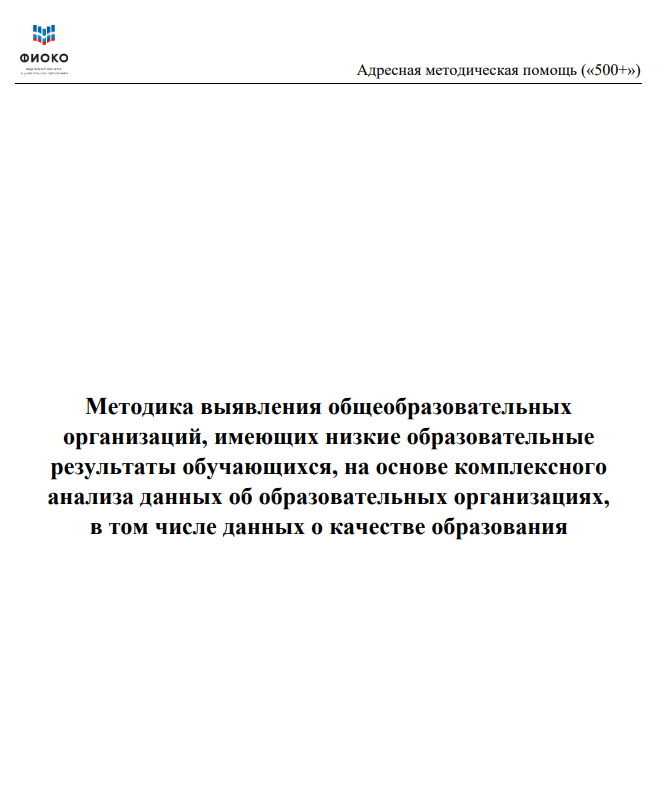 ФИОКО
Адресная методическая помощь («500+»)
Методика выявления общеобразовательных
организаций, имеющих низкие образовательные
результаты обучающихся, на основе комплексного
анализа данных об образовательных организациях,
в том числе данных о качестве образования